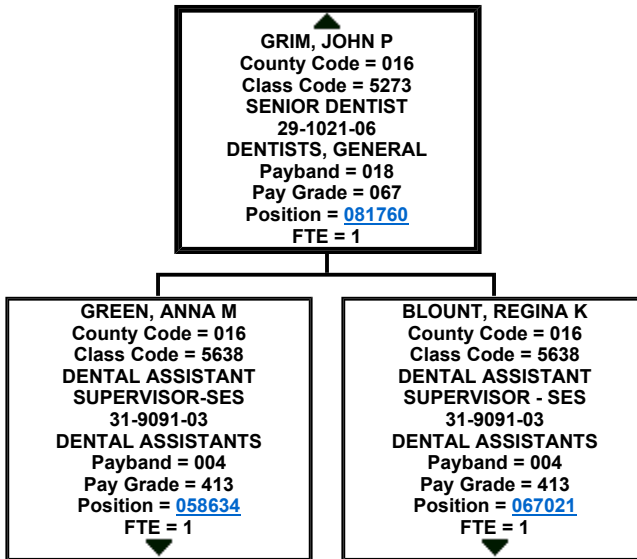 GRIM, JOHN P
County Code = 016
Class Code = 5273
SENIOR DENTIST
29-1021-06
DENTISTS, GENERAL
Payband = 018
Pay Grade = 067
Position = 081760
FTE = 1
GREEN, ANNA M
County Code = 016
Class Code = 5638
DENTAL ASSISTANT
SUPERVISOR-SES
31-9091-03
DENTAL ASSISTANTS
Payband = 004
Pay Grade = 413
Position = 058634
FTE = 1
BLOUNT, REGINA K
County Code = 016
Class Code = 5638
DENTAL ASSISTANT
SUPERVISOR - SES
31-9091-03
DENTAL ASSISTANTS
Payband = 004
Pay Grade = 413
Position = 067021
FTE = 1